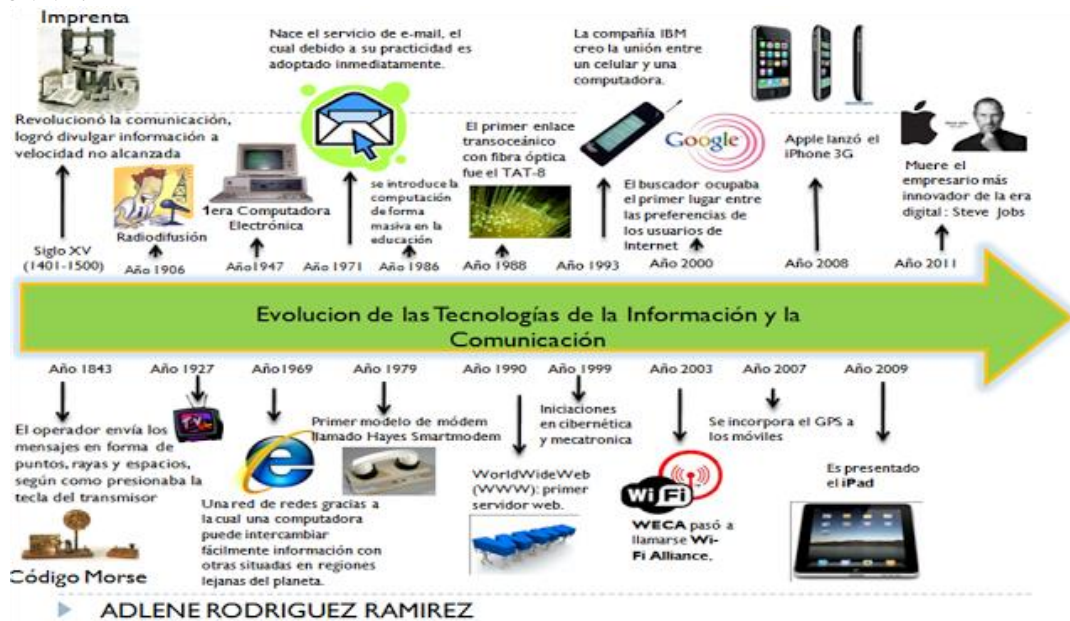 Imprenta
Revolucionó la comunicación,
logró divulgar información a
velocidad no alcanzada
Siglo XV
(1401-1500)
Radiodifusión
Año 1906
1era Computadora
Electrónica
Año1947
Nace el servicio de e-mail, el
cual debido a su practicidad es
adoptado inmediatamente.
Año 1971
se introduce la
computación
de forma
masiva en la
educación
Año 1986
El primer enlace
transoceánico
con fibra óptica
fue el TAT-8
Año 1988
La compañía IBM
creo la unión entre
un celular y una
computadora.
Año 1993
Google
El buscador ocupaba
el primer lugar entre
las preferencias de
los usuarios de
Internet
Año 2000
Apple lanzó el
iPhone 3G
Año 2008
Muere el
empresario más
innovador de la era
digital : Steve Jobs
Año 2011
Evolucion de las Tecnologías de la Información y la
Comunicación
Año 1843
El operador envía los
mensajes en forma de
puntos, rayas y espacios,
según como presionaba la
tecla del transmisor
Código Morse
Año 1927
TV
Año1969
Una red de redes gracias a
la cual una computadora
puede intercambiar
fácilmente información con
otras situadas en regiones
lejanas del planeta.
Año 1979
Primer modelo de módem
llamado Hayes Smartmodem
Año 1990
WorldWideWeb
(WWW): primer
servidor web.
Año 1999
Iniciaciones
en cibernética
y mecatronica
Año 2003
Wi Fi
WECA pasó a
llamarse Wi-
Fi Alliance.
Año 2007
Se incorpora el GPS a
los móviles
Año 2009
Es presentado
el iPad
ADLENE RODRIGUEZ RAMIREZ